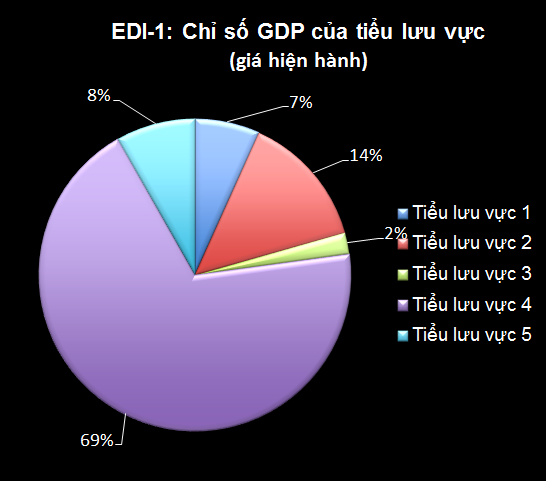 EDI-1: Chỉ số GDP của tiểu lưu vực
(giá hiện hành)
8%
7%
14%
2%
69%
Tiểu lưu vực 1
Tiểu lưu vực 2
Tiểu lưu vực 3
Tiểu lưu vực 4
Tiểu lưu vực 5